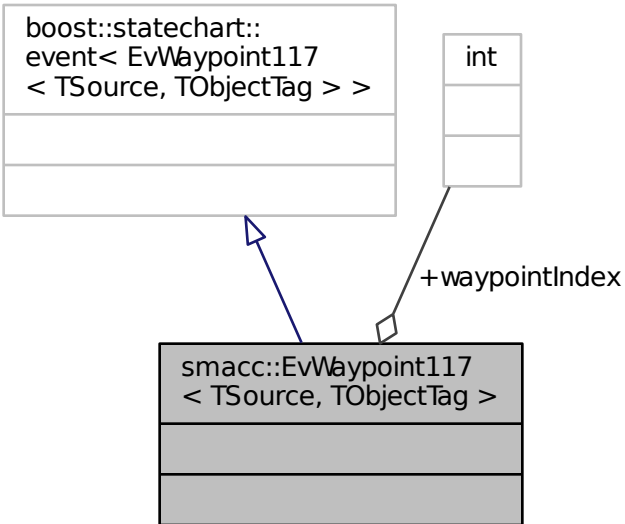 boost::statechart::
event< EvWaypoint117
< TSource, TObjectTag > >
int
+waypointIndex
smacc::EvWaypoint117
< TSource, TObjectTag >